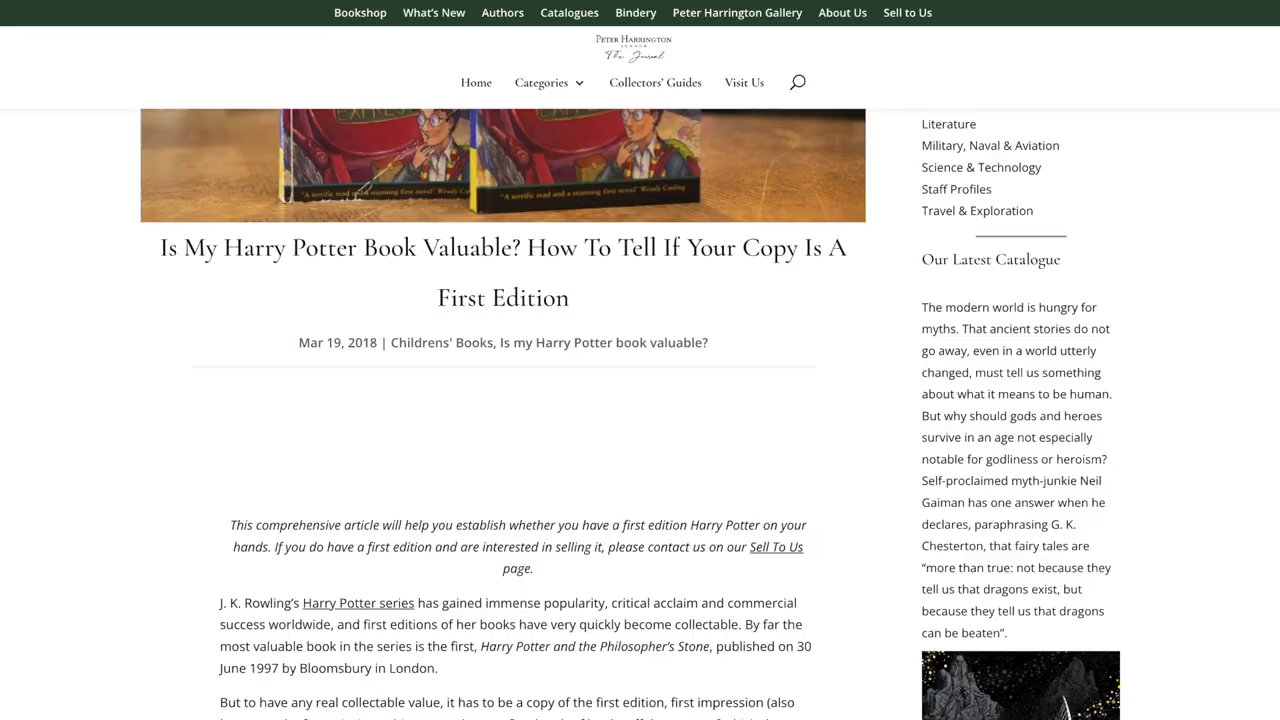 Bookshop What's New Authors Catalogues Bindery Peter Harrington Gallery About Us Sell to Us
PETER HARRINGTON
LONDON
The Journal
Home Categories Collectors' Guides Visit Us
"A terrific read and a stunning first novel" Wendy Cooling
Is My Harry Potter Book Valuable? How To Tell If Your Copy Is A
First Edition
Mar 19, 2018 | Childrens' Books, Is my Harry Potter book valuable?
This comprehensive article will help you establish whether you have a first edition Harry Potter on your
hands. If you do have a first edition and are interested in selling it, please contact us on our Sell To Us
page.
J. K. Rowling's Harry Potter series has gained immense popularity, critical acclaim and commercial
success worldwide, and first editions of her books have very quickly become collectable. By far the
most valuable book in the series is the first, Harry Potter and the Philosopher's Stone, published on 30
June 1997 by Bloomsbury in London.
But to have any real collectable value, it has to be a copy of the first edition, first impression (also
Literature
Military, Naval & Aviation
Science & Technology
Staff Profiles
Travel & Exploration
Our Latest Catalogue
The modern world is hungry for
myths. That ancient stories do not
go away, even in a world utterly
changed, must tell us something
about what it means to be human.
But why should gods and heroes
survive in an age not especially
notable for godliness or heroism?
Self-proclaimed myth-junkie Neil
Gaiman has one answer when he
declares, paraphrasing G. K.
Chesterton, that fairy tales are
"more than true: not because they
tell us that dragons exist, but
because they tell us that dragons
can be beaten".